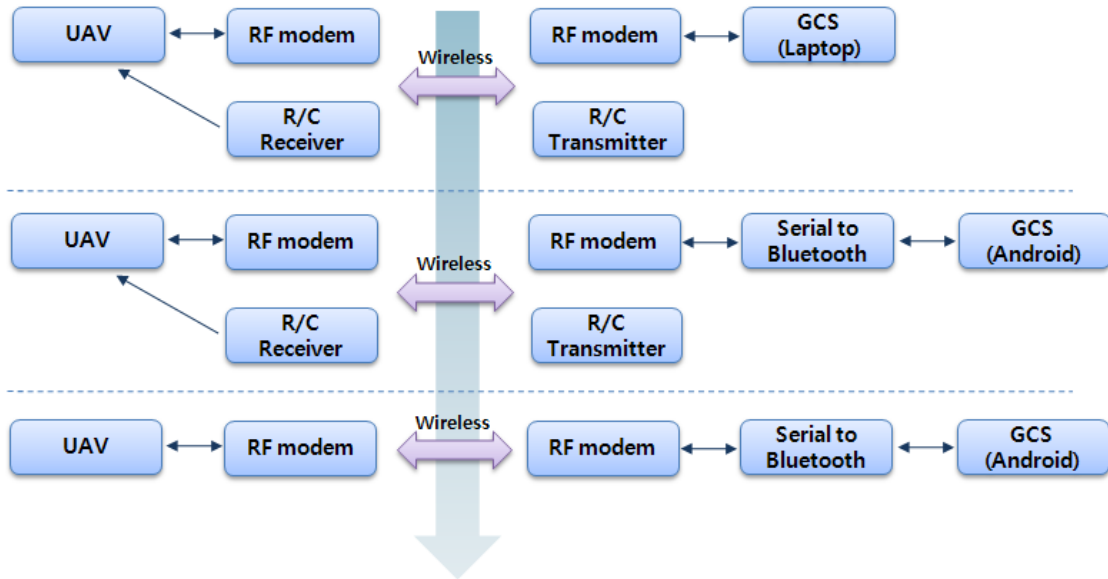 UAV
RF modem
RF modem
GCS
(Laptop)
Wireless
R/C
Receiver
R/C
Transmitter
UAV
RF modem
RF modem
Serial to
Bluetooth
GCS
(Android)
Wireless
R/C
Receiver
R/C
Transmitter
Wireless
UAV
RF modem
RF modem
Serial to
Bluetooth
GCS
(Android)